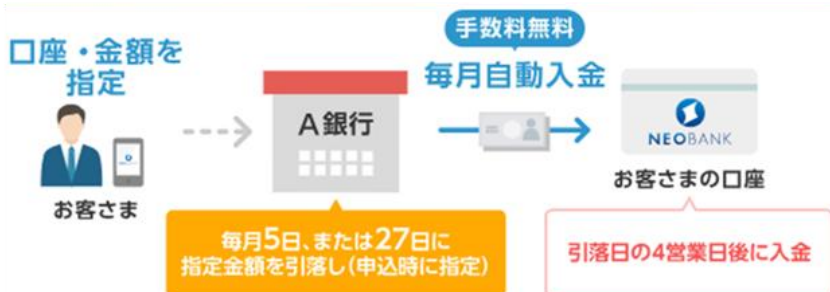 口座・金額を
指定
お客さま
A銀行
毎月5日、または27日に
指定金額を引落し(申込時に指定)
手数料無料
毎月自動入金
NEOBANK
お客さまの口座
引落日の4営業日後に入金